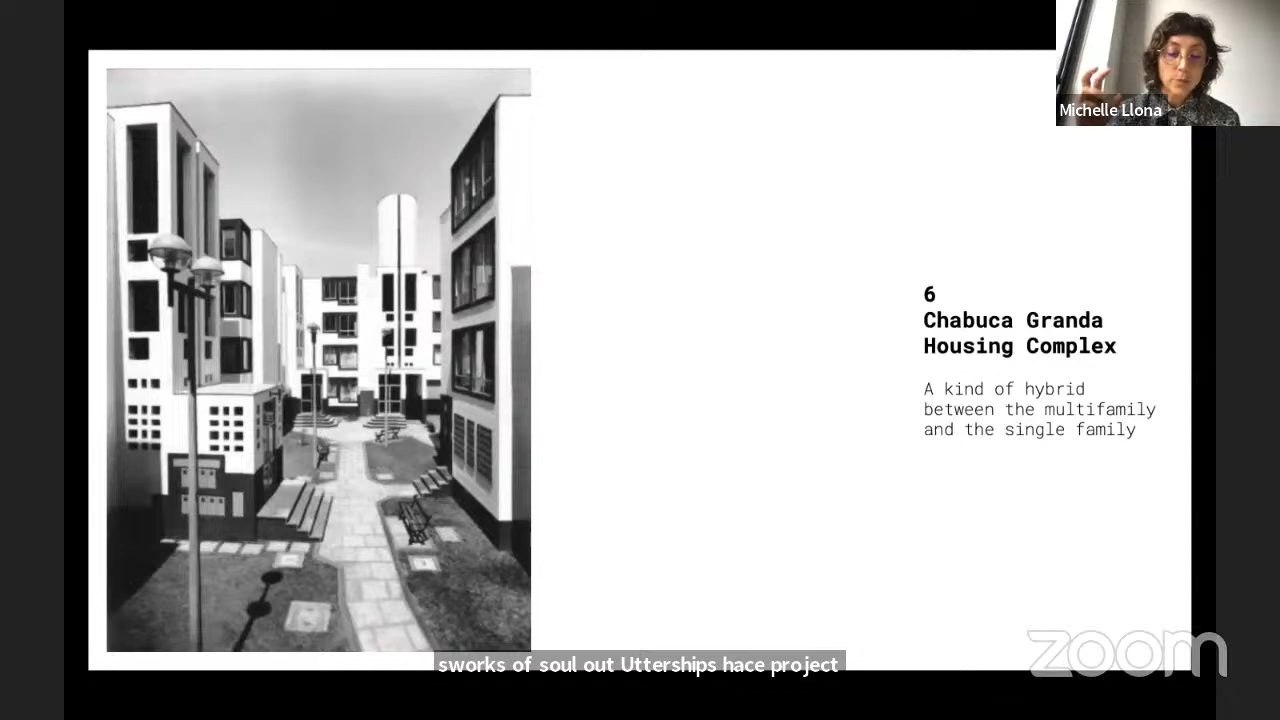 Michelle Llona
6
Chabuca Granda
Housing Complex
A kind of hybrid
between the multifamily
and the single family
sworks of soul out Utterships hace project
zoom